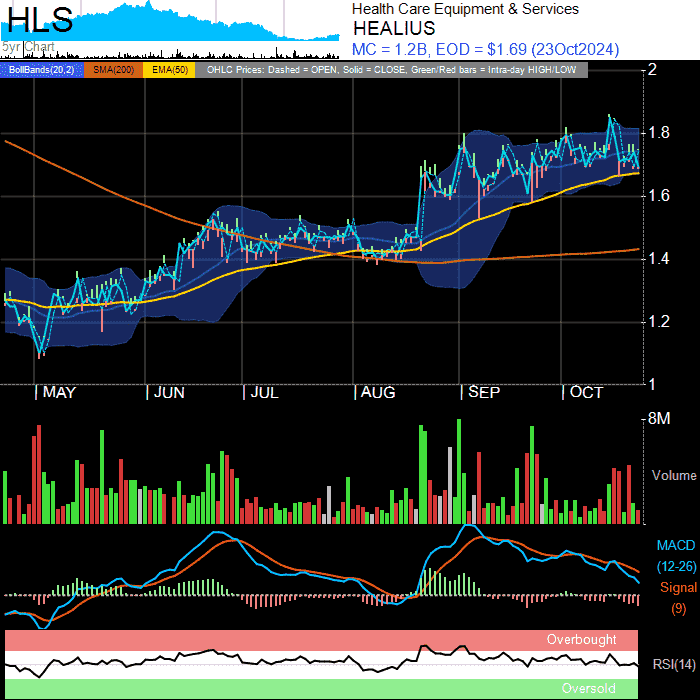 HLS
5yr Chart
Health Care Equipment & Services
HEALIUS
MC = 1.2B, EOD = $1.69 (23Oct2024)
BollBands(20,2) SMA(200) EMA(50) OHLC Prices: Dashed = OPEN, Solid = CLOSE, Green/Red bars = Intra-day HIGH/LOW
2
1.8
1.6
1.4
1.2
1
MAY JUN JUL AUG SEP OCT
8M
Volume
MACD
(12-26)
Signal
(9)
Overbought
RSI(14)
Oversold